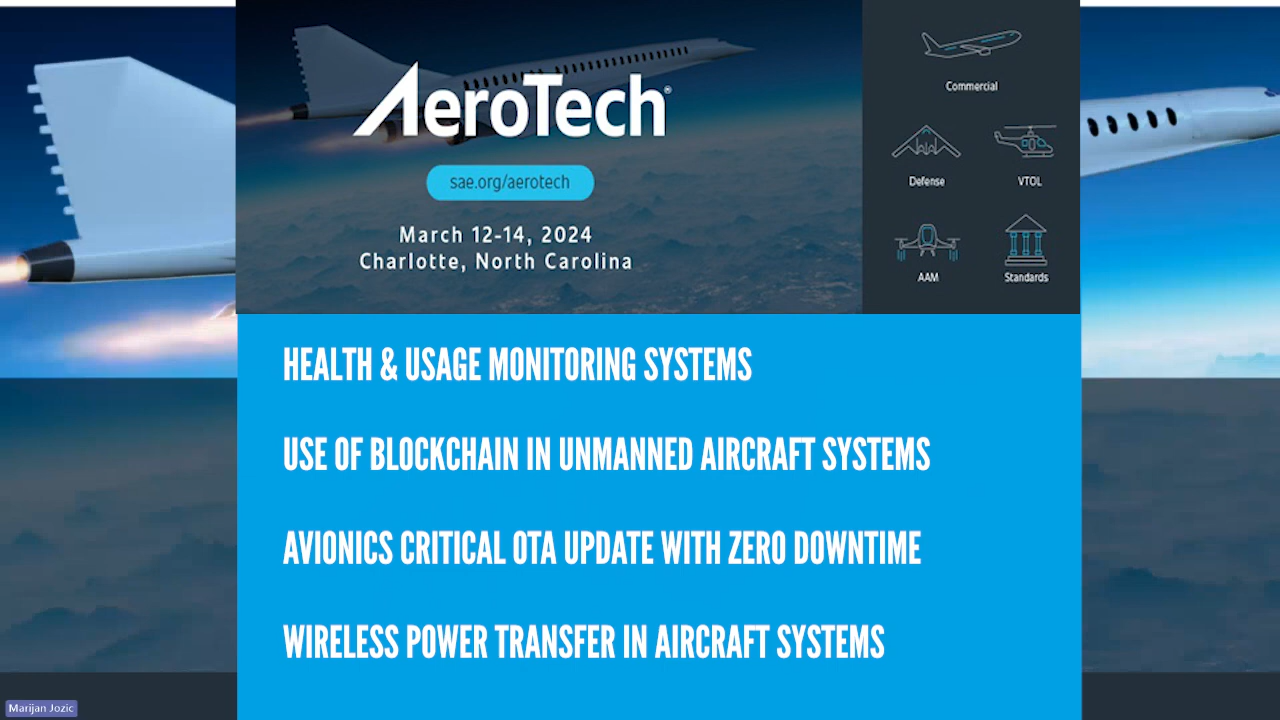 AeroTech®
sae.org/aerotech
March 12-14, 2024
Charlotte, North Carolina
Commercial
Defense
VTOL
AAM
Standards
HEALTH & USAGE MONITORING SYSTEMS
USE OF BLOCKCHAIN IN UNMANNED AIRCRAFT SYSTEMS
AVIONICS CRITICAL OTA UPDATE WITH ZERO DOWNTIME
WIRELESS POWER TRANSFER IN AIRCRAFT SYSTEMS
Marijan Jozic